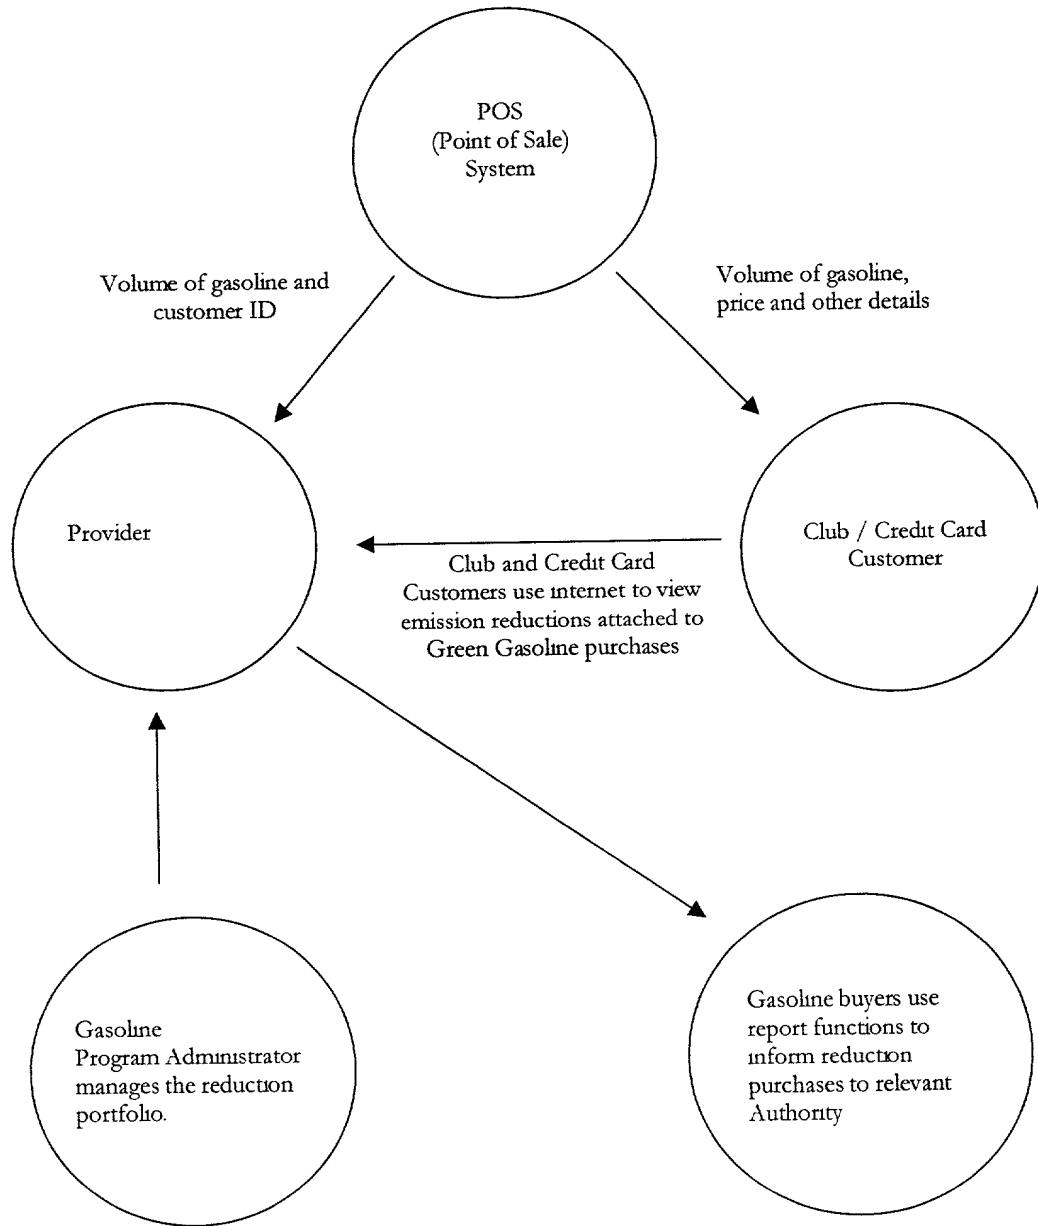 POS
(Point of Sale)
System
Volume of gasoline and
customer ID
Volume of gasoline,
price and other details
Provider
Club / Credit Card
Customer
Club and Credit Card
Customers use internet to view
emission reductions attached to
Green Gasoline purchases
Gasoline
Program Administrator
manages the reduction
portfolio.
Gasoline buyers use
report functions to
inform reduction
purchases to relevant
Authority